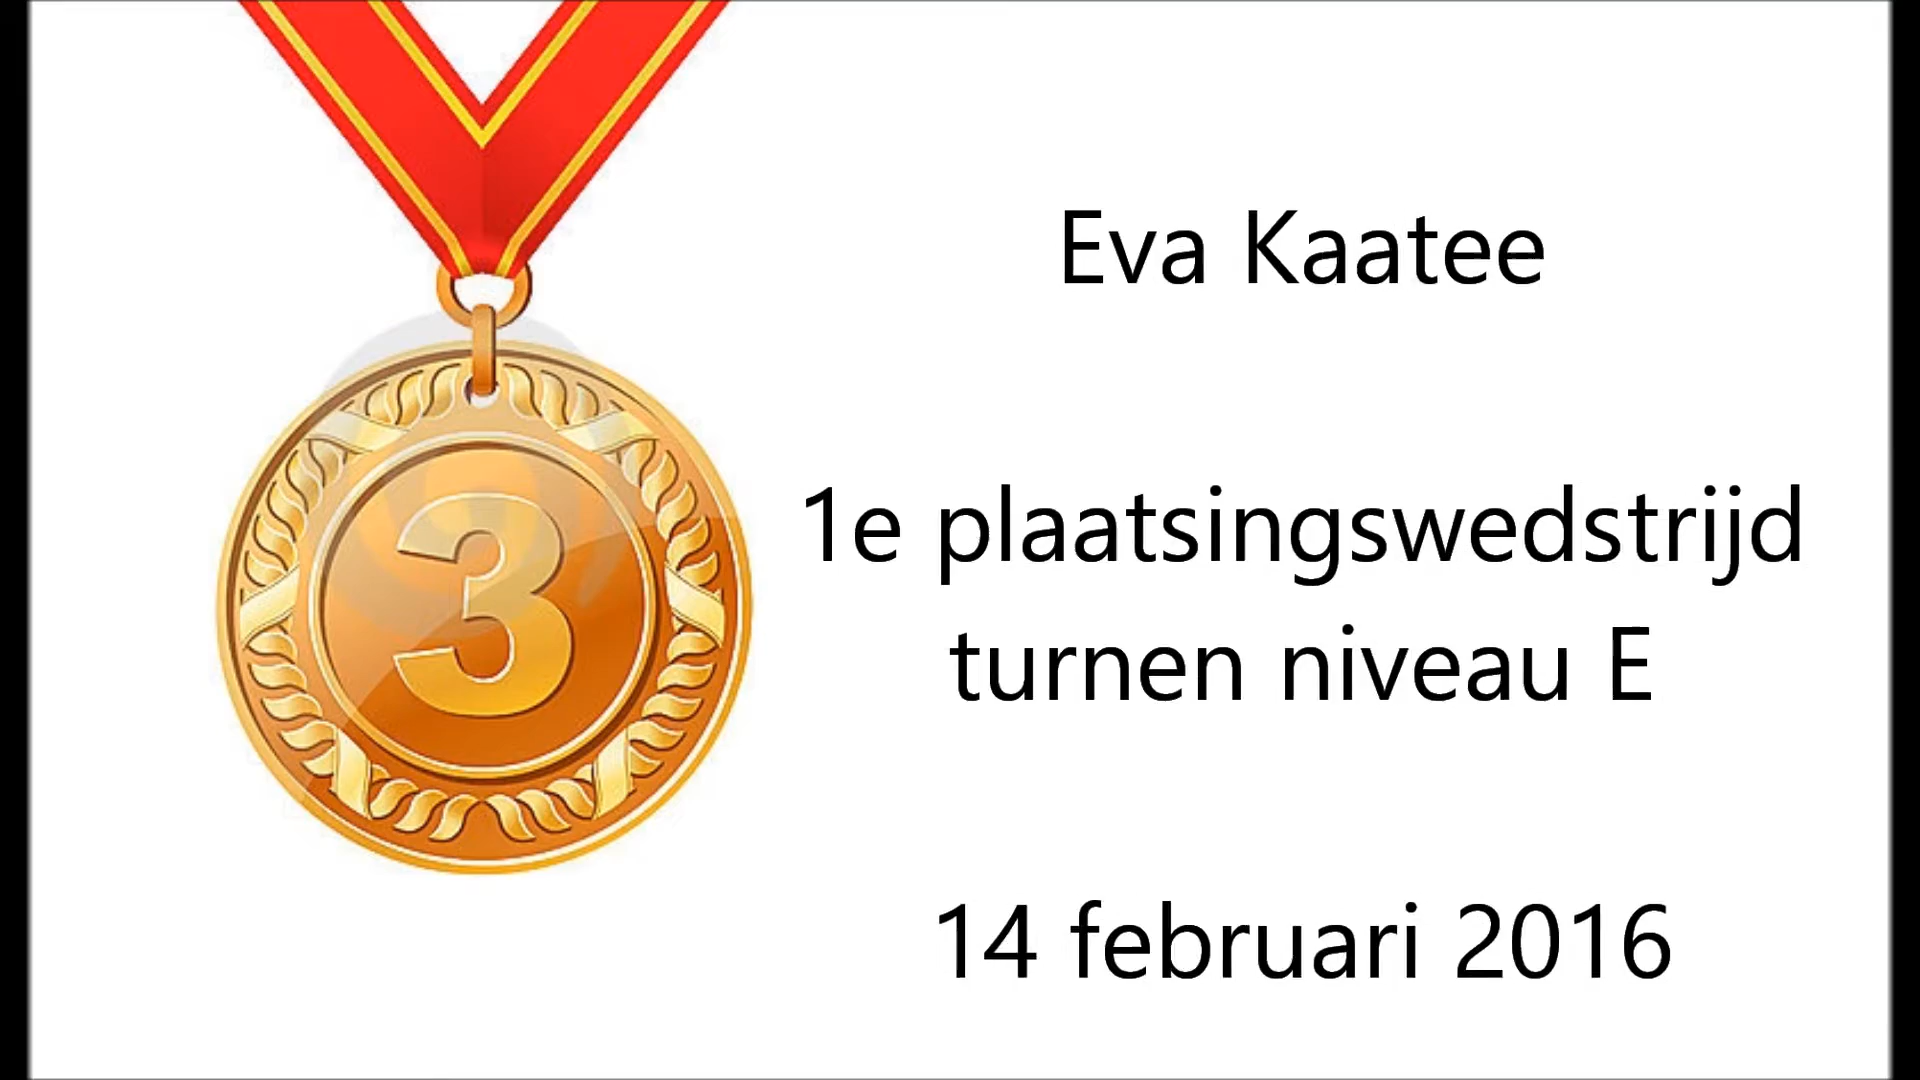 Eva Kaatee
1e plaatsingswedstrijd
turnen niveau E
14 februari 2016
3